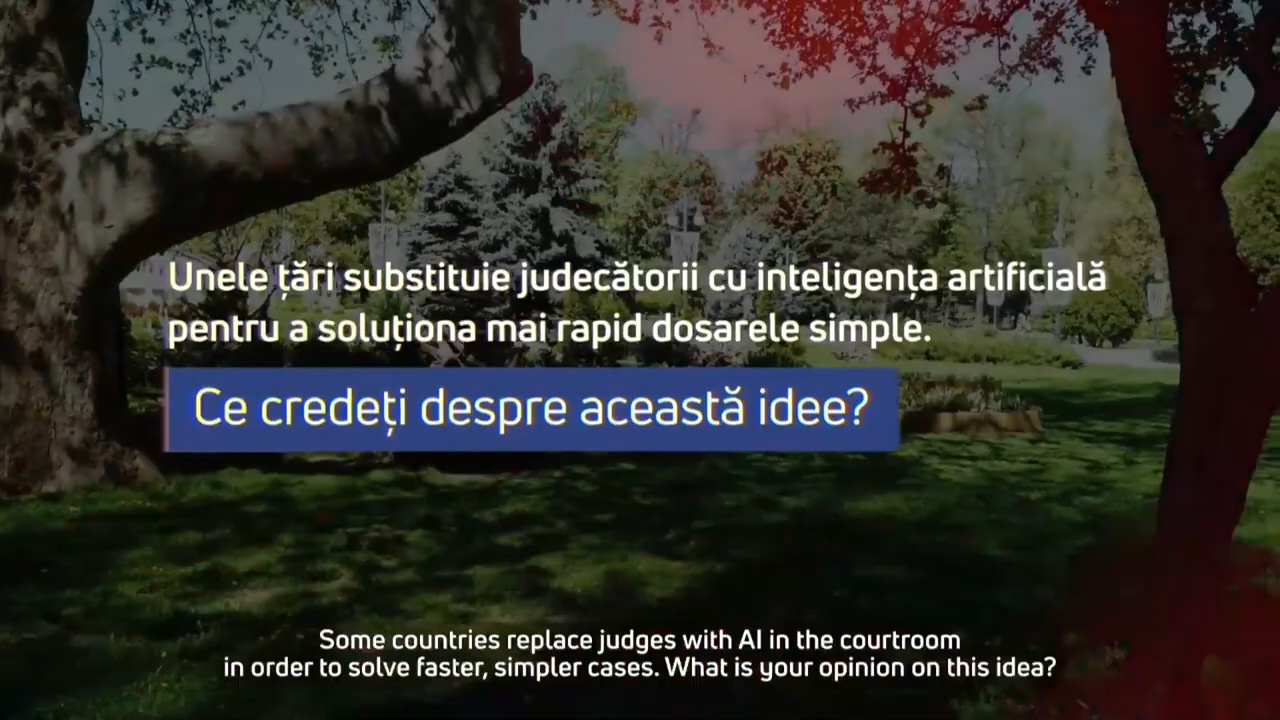 Unele țări substituie judecătorii cu inteligența artificială
pentru a soluționa mai rapid dosarele simple.
Ce credeți despre această idee?
Some countries replace judges with AI in the courtroom
in order to solve faster, simpler cases. What is your opinion on this idea?